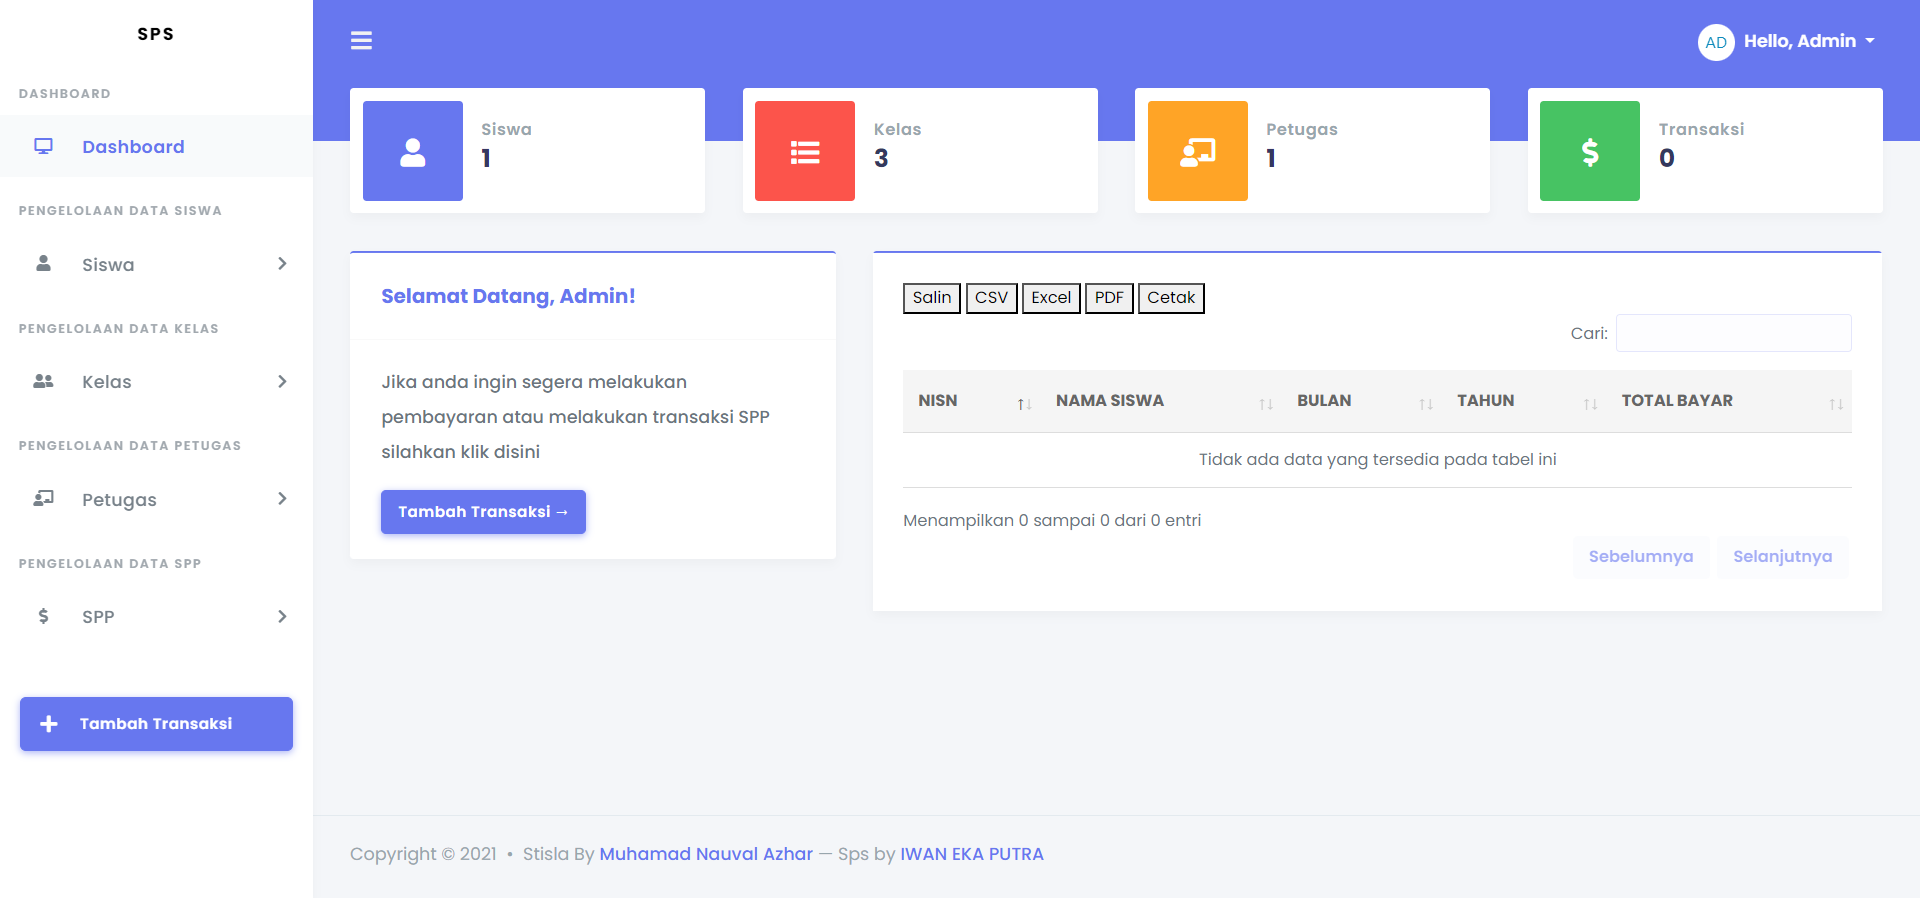 SPS
DASHBOARD
Dashboard
PENGELOLAAN DATA SISWA
Siswa
PENGELOLAAN DATA KELAS
Kelas
PENGELOLAAN DATA PETUGAS
Petugas
PENGELOLAAN DATA SPP
SPP
Tambah Transaksi
AD Hello, Admin
Siswa
1
Kelas
3
Petugas
1
Transaksi
0
Selamat Datang, Admin!
Jika anda ingin segera melakukan
pembayaran atau melakukan transaksi SPP
silahkan klik disini
Tambah Transaksi →
Salin CSV Excel PDF Cetak
Cari:
NISN NAMA SISWA BULAN TAHUN TOTAL BAYAR
Tidak ada data yang tersedia pada tabel ini
Menampilkan 0 sampai 0 dari 0 entri
Sebelumnya Selanjutnya
Copyright © 2021 • Stisla By Muhamad Nauval Azhar — Sps by IWAN EKA PUTRA